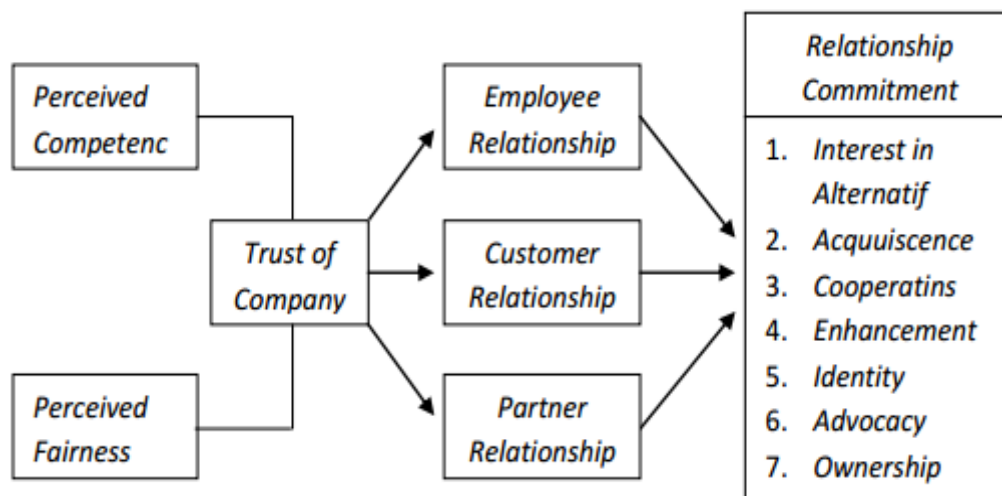 Perceived
Competenc
Perceived
Fairness
Trust of
Company
Employee
Relationship
Customer
Relationship
Partner
Relationship
Relationship
Commitment
1. Interest in
Alternatif
2. Acquuiscence
3. Cooperatins
4. Enhancement
5. Identity
6. Advocacy
7. Ownership